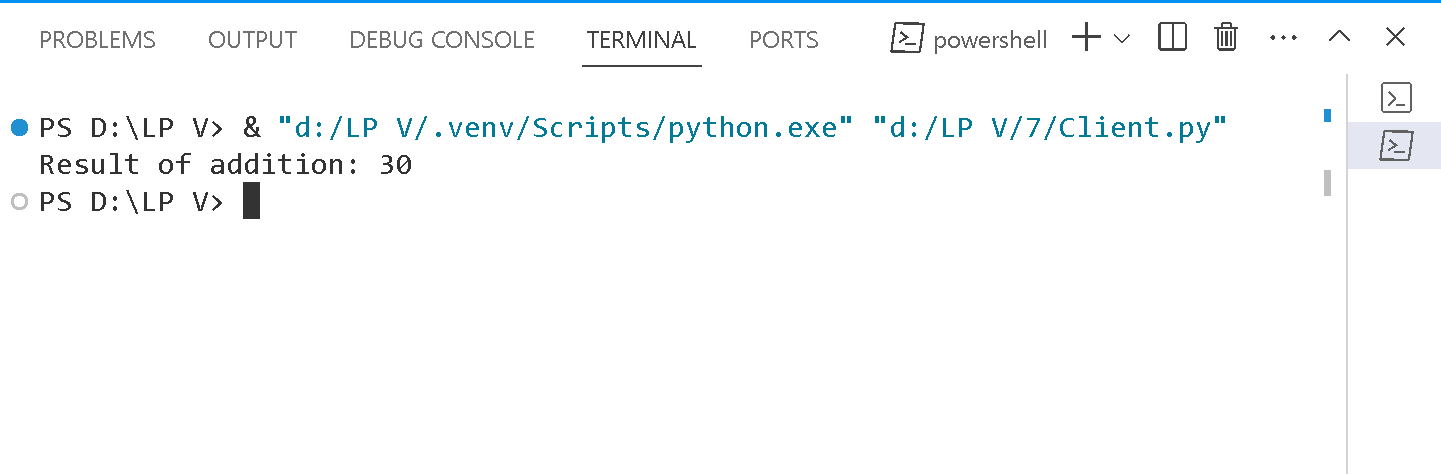 PROBLEMS OUTPUT DEBUG CONSOLE TERMINAL PORTS powershell
PS D:\LP V> & "d:/LP V/.venv/Scripts/python.exe" "d:/LP V/7/Client.py"
Result of addition: 30
PS D:\LP V>